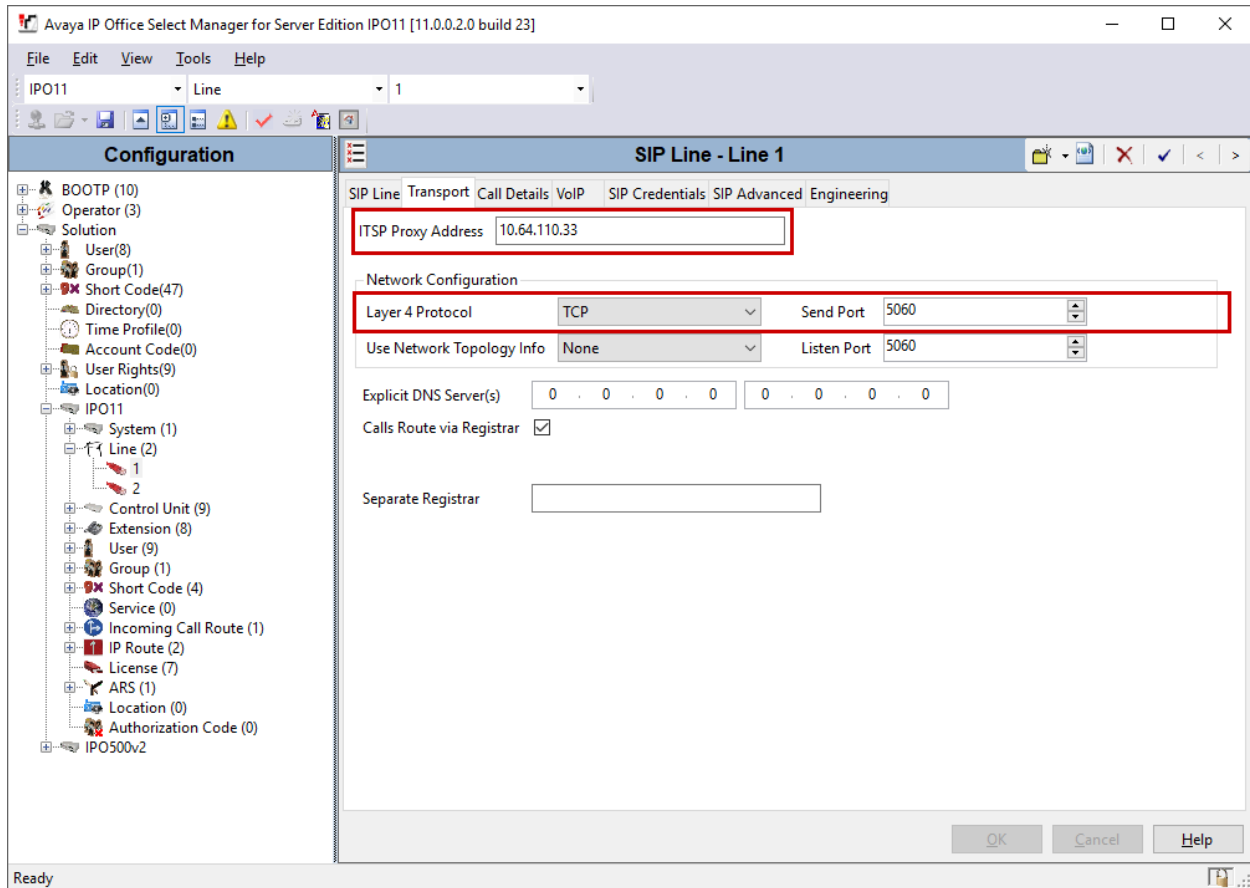 Avaya IP Office Select Manager for Server Edition IPO11 [11.0.0.2.0 build 23]
File Edit View Tools Help
IPO11 Line 1
Configuration
SIP Line - Line 1
BOOTP (10)
Operator (3)
Solution
User(8)
Group(1)
Short Code(47)
Directory(0)
Time Profile(0)
Account Code(0)
User Rights(9)
Location(0)
IPO11
System (1)
Line (2)
1
2
Control Unit (9)
Extension (8)
User (9)
Group (1)
Short Code (4)
Service (0)
Incoming Call Route (1)
IP Route (2)
License (7)
ARS (1)
Location (0)
Authorization Code (0)
IPO500v2
SIP Line Transport Call Details VoIP SIP Credentials SIP Advanced Engineering
ITSP Proxy Address 10.64.110.33
Network Configuration
Layer 4 Protocol TCP Send Port 5060
Use Network Topology Info None Listen Port 5060
Explicit DNS Server(s) 0 . 0 . 0 . 0 0 . 0 . 0 . 0
Calls Route via Registrar
Separate Registrar
OK Cancel Help
Ready